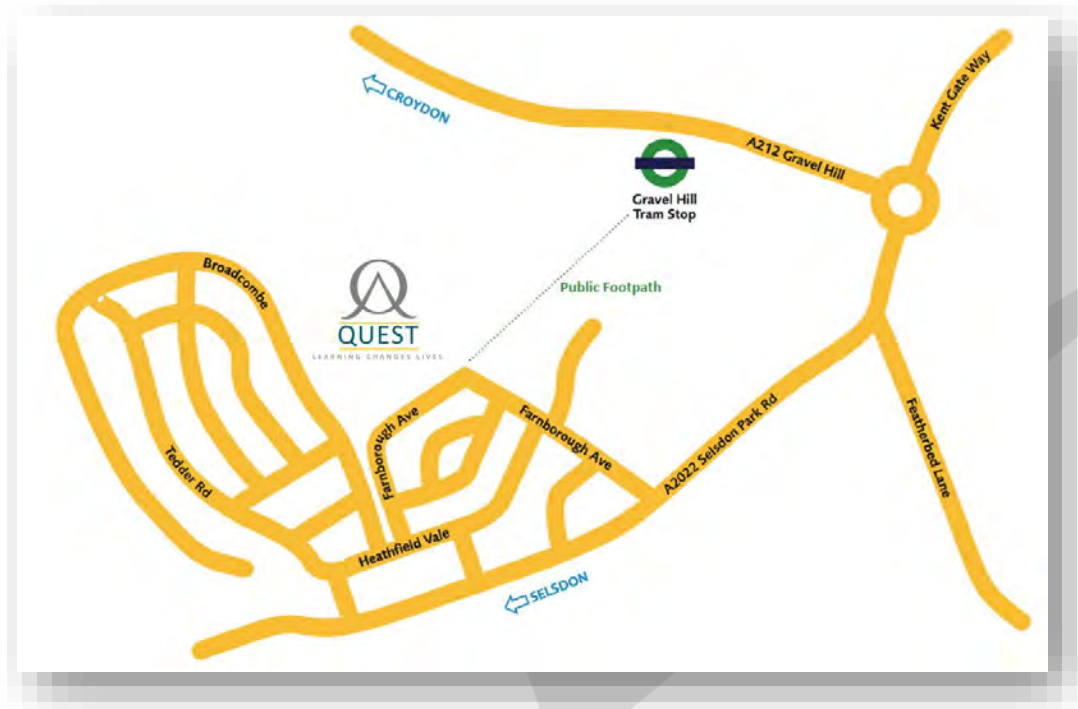 Kent Gate Way
CROYDON
A212 Gravel Hill
Gravel Hill
Tram Stop
Broadcombe
Public Footpath
QUEST
LEARNING CHANGES LIVES
Farnborough Ave
Farnborough Ave
A2022 Selsdon Park Rd
Featherbed Lane
Tedder Rd
Heathfield Vale
SELSDON